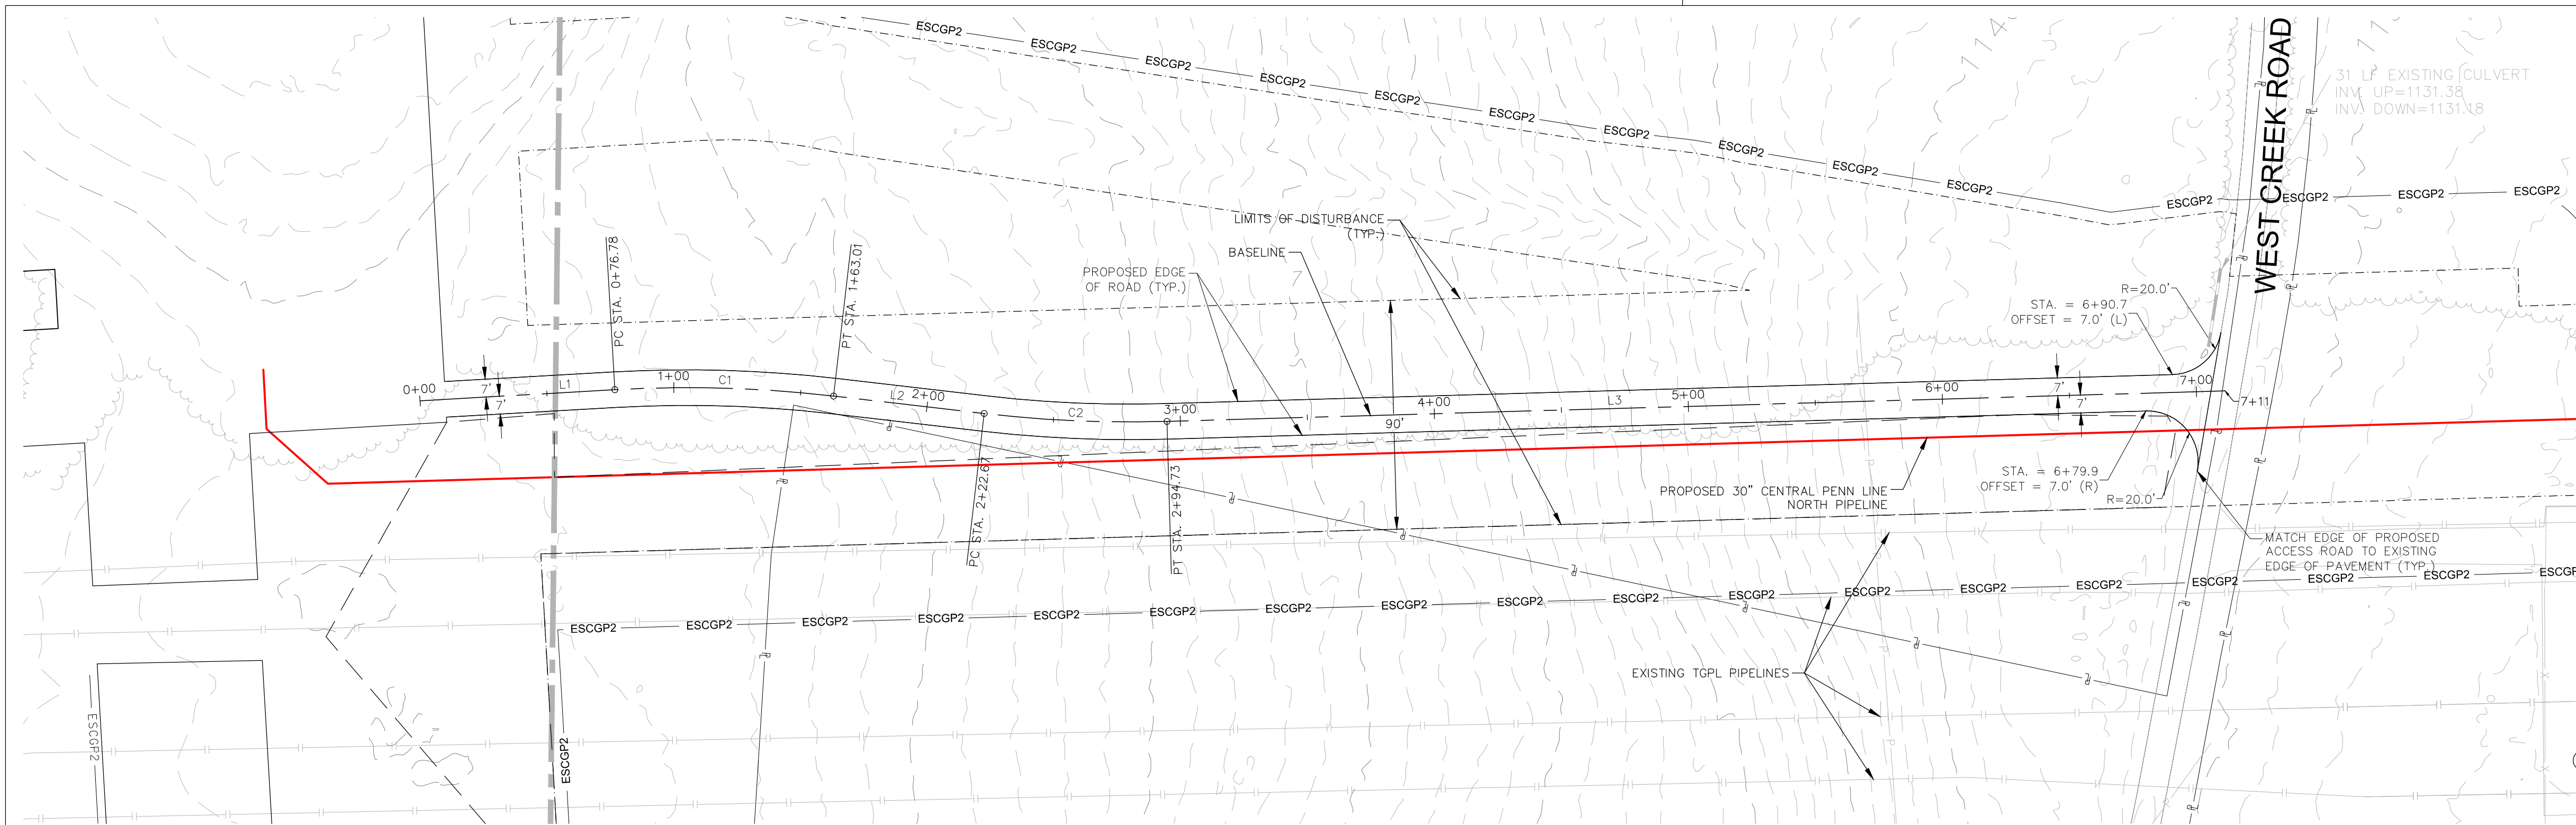 ESCGP2 ESCGP2 ESCGP2 ESCGP2 ESCGP2 ESCGP2 ESCGP2 ESCGP2 ESCGP2 ESCGP2 ESCGP2 ESCGP2 ESCGP2 ESCGP2
WEST CREEK ROAD
31 LF EXISTING CULVERT
INV. UP=1131.38
INV. DOWN=1131.18
114
LIMITS OF DISTURBANCE
(TYP.)
BASELINE
PROPOSED EDGE
OF ROAD (TYP.)
PC STA. 0+76.78
PT STA. 1+63.01
R=20.0'
STA. = 6+90.7
OFFSET = 7.0' (L)
0+00
7'
7'
L1
1+00
C1
L2
2+00
C2
3+00
4+00
90'
L3
5+00
6+00
7'
7'
7+00
7+11
PC STA. 2+22.67
PT STA. 2+94.73
PROPOSED 30" CENTRAL PENN LINE
NORTH PIPELINE
STA. = 6+79.9
OFFSET = 7.0' (R)
R=20.0'
MATCH EDGE OF PROPOSED
ACCESS ROAD TO EXISTING
EDGE OF PAVEMENT (TYP.)
ESCGP2 ESCGP2 ESCGP2 ESCGP2 ESCGP2 ESCGP2 ESCGP2 ESCGP2 ESCGP2 ESCGP2 ESCGP2 ESCGP2 ESCGP2 ESCGP2 ESCGP2 ESCGP2 ESCGP2
EXISTING TGPL PIPELINES
ESCGP2
ESCGP2